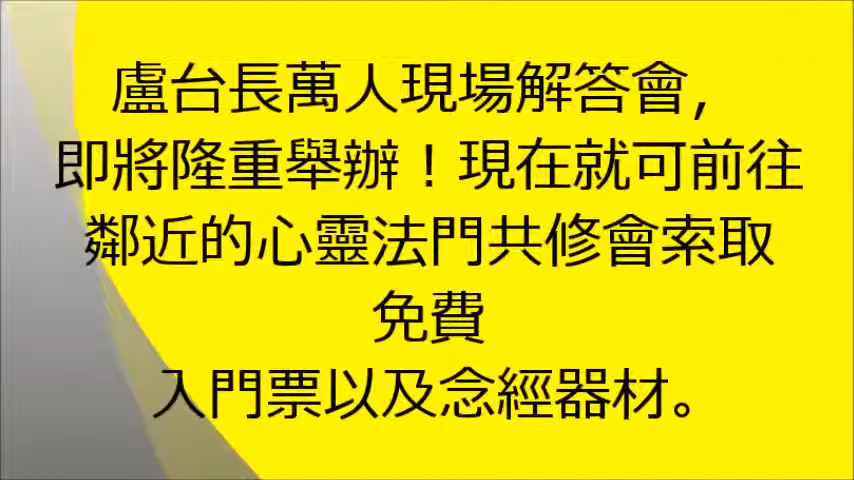 盧台長萬人現場解答會，
即將隆重舉辦！現在就可前往
鄰近的心靈法門共修會索取
免費
入門票以及念經器材。